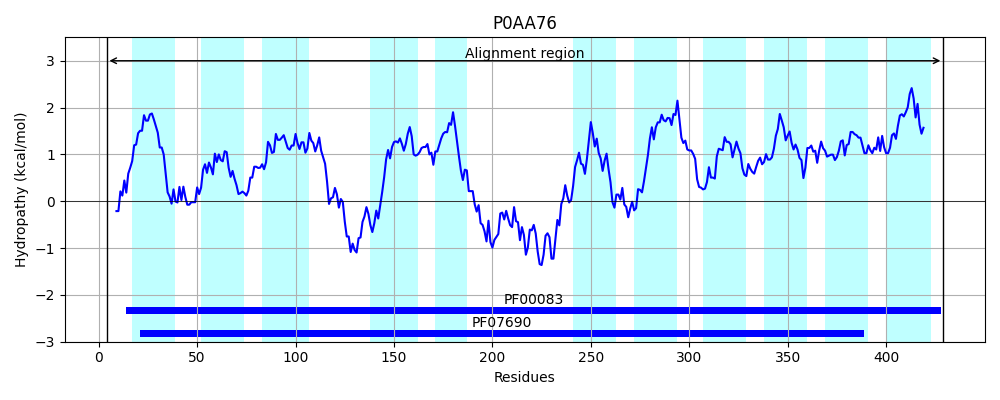 P0AA76
Alignment region
Hydropathy (kcal/mol)
3
2
1
0
−1
−2
−3
PF00083
PF07690
0 50 100 150 200 250 300 350 400
Residues